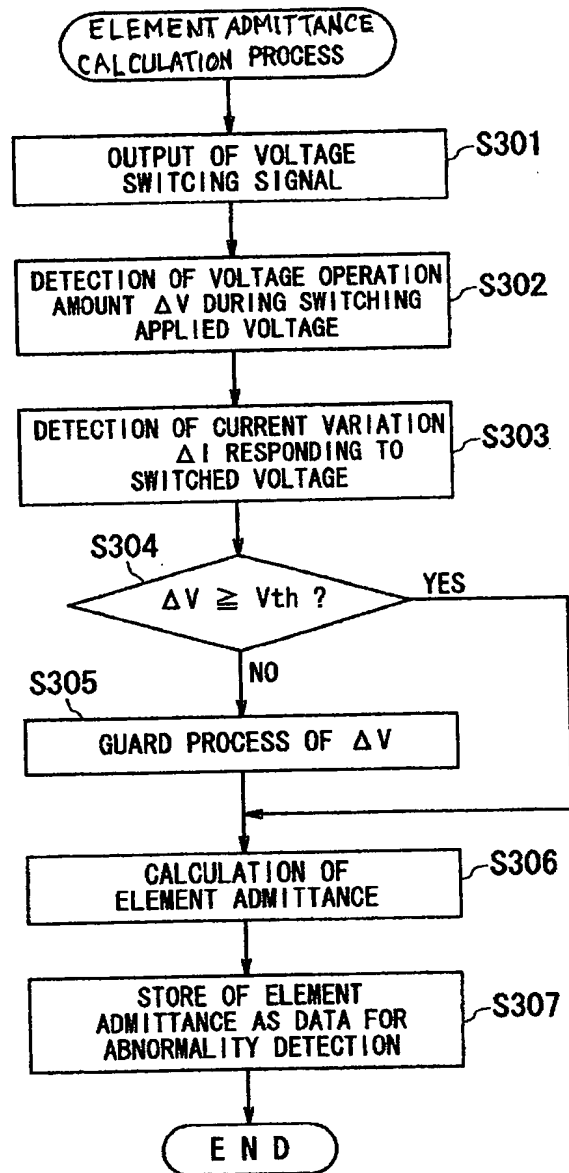 ELEMENT ADMITTANCE
CALCULATION PROCESS
OUTPUT OF VOLTAGE
SWITCING SIGNAL
S301
DETECTION OF VOLTAGE OPERATION
AMOUNT ΔV DURING SWITCHING
APPLIED VOLTAGE
S302
DETECTION OF CURRENT VARIATION
ΔI RESPONDING TO
SWITCHED VOLTAGE
S303
S304
ΔV ≧ Vth ?
YES
NO
S305
GUARD PROCESS OF ΔV
CALCULATION OF
ELEMENT ADMITTANCE
S306
STORE OF ELEMENT
ADMITTANCE AS DATA FOR
ABNORMALITY DETECTION
S307
END